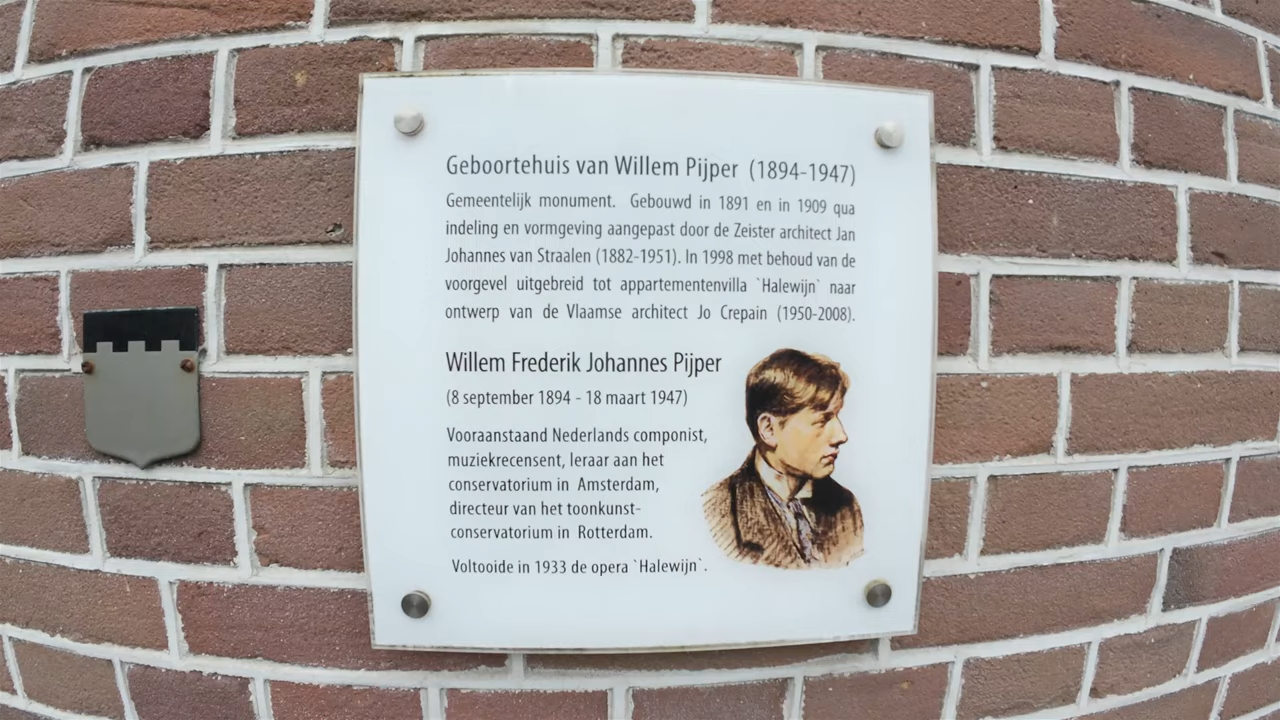 Geboortehuis van Willem Pijper (1894-1947)
Gemeentelijk monument. Gebouwd in 1891 en in 1909 qua
indeling en vormgeving aangepast door de Zeister architect Jan
Johannes van Straalen (1882-1951). In 1998 met behoud van de
voorgevel uitgebreid tot appartementenvilla `Halewijn` naar
ontwerp van de Vlaamse architect Jo Crepain (1950-2008).
Willem Frederik Johannes Pijper
(8 september 1894 - 18 maart 1947)
Vooraanstaand Nederlands componist,
muziekrecensent, leraar aan het
conservatorium in Amsterdam,
directeur van het toonkunst-
conservatorium in Rotterdam.
Voltooide in 1933 de opera `Halewijn`.